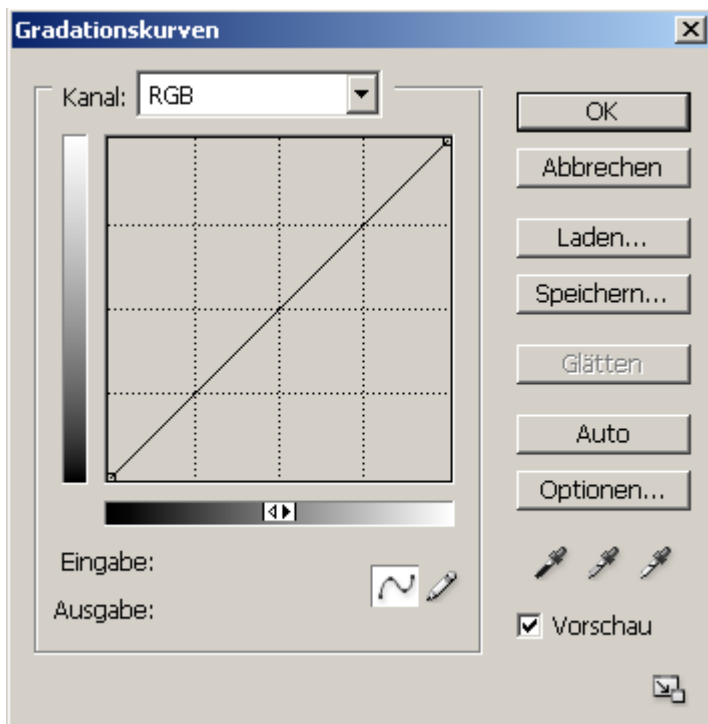 Gradationskurven
Kanal: RGB
OK
Abbrechen
Laden...
Speichern...
Glätten
Auto
Optionen...
Eingabe:
Ausgabe:
Vorschau